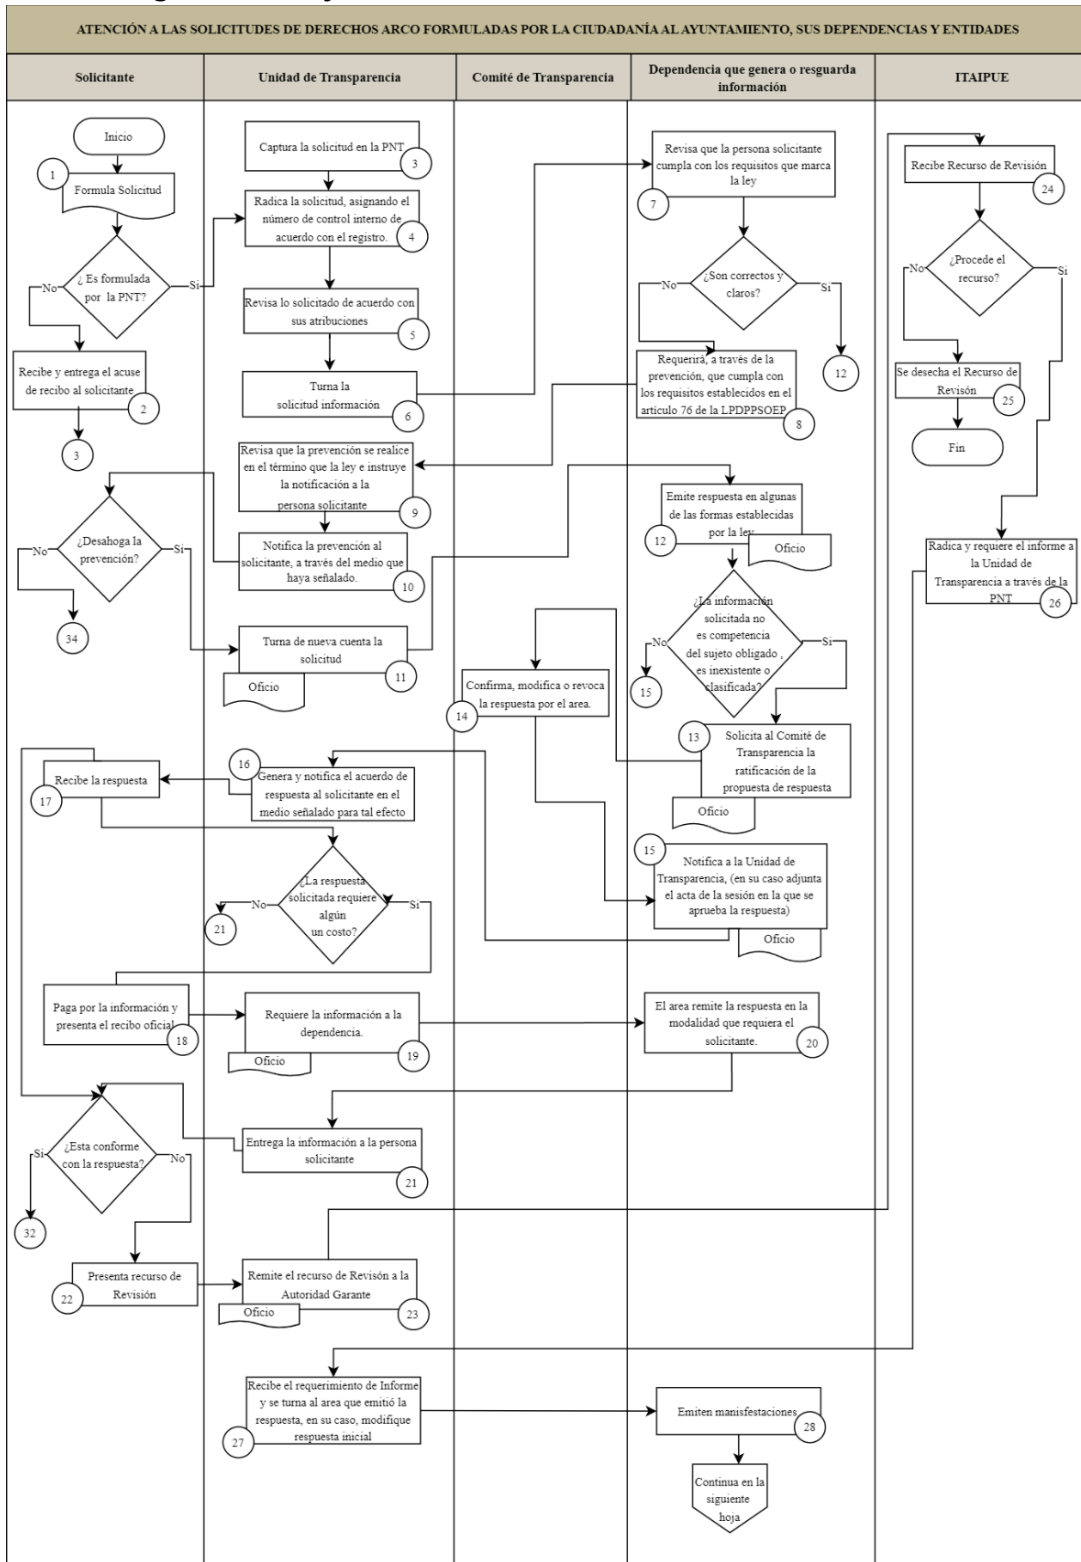 ATENCIÓN A LAS SOLICITUDES DE DERECHOS ARCO FORMULADAS POR LA CIUDADANÍA AL AYUNTAMIENTO, SUS DEPENDENCIAS Y ENTIDADES
Solicitante
Unidad de Transparencia
Comité de Transparencia
Dependencia que genera o resguarda
información
ITAIPUE
Inicio
1
Formula Solicitud
¿ Es formulada
por la PNT?
No
Si
Recibe y entrega el acuse
de recibo al solicitante
2
3
Captura la solicitud en la PNT
3
Radica la solicitud, asignando el
número de control interno de
acuerdo con el registro.
4
Revisa lo solicitado de acuerdo con
sus atribuciones
5
Turna la
solicitud información
6
Revisa que la persona solicitante
cumpla con los requisitos que marca
la ley
7
¿Son correctos y
claros?
No
Si
12
Requerirá, a través de la
prevención, que cumpla con
los requisitos establecidos en el
artículo 76 de la LPDPPSOEP
8
Revisa que la prevención se realice
en el término que la ley e instruye
la notificación a la
persona solicitante
9
Notifica la prevención al
solicitante, a través del medio que
haya señalado.
10
¿Desahoga la
prevención?
No
Si
34
Turna de nueva cuenta la
solicitud
11
Oficio
Emite respuesta en algunas
de las formas establecidas
por la ley
12
Oficio
¿La información
solicitada no
es competencia
del sujeto obligado ,
es inexistente o
clasificada?
No
Si
15
13
Solicita al Comité de
Transparencia la
ratificación de la
propuesta de respuesta
Oficio
Confirma, modifica o revoca
la respuesta por el area.
14
15
Notifica a la Unidad de
Transparencia, (en su caso adjunta
el acta de la sesión en la que se
aprueba la respuesta)
Oficio
16
Genera y notifica el acuerdo de
respuesta al solicitante en el
medio señalado para tal efecto
Recibe la respuesta
17
¿La respuesta
solicitada requiere
algún
un costo?
No
Si
21
Paga por la información y
presenta el recibo oficial
18
Requiere la información a la
dependencia.
19
Oficio
El area remite la respuesta en la
modalidad que requiera el
solicitante.
20
Entrega la información a la persona
solicitante
21
¿Esta conforme
con la respuesta?
Si
No
32
Presenta recurso de
Revisión
22
Remite el recurso de Revisón a la
Autoridad Garante
23
Oficio
Recibe Recurso de Revisión
24
¿Procede el
recurso?
No
Si
Se desecha el Recurso de
Revisón
25
Fin
Radica y requiere el informe a
la Unidad de
Transparencia a través de la
PNT
26
Recibe el requerimiento de Informe
y se turna al area que emitió la
respuesta, en su caso, modifique
respuesta inicial
27
Emiten manisfestaciones
28
Continua en la
siguiente
hoja